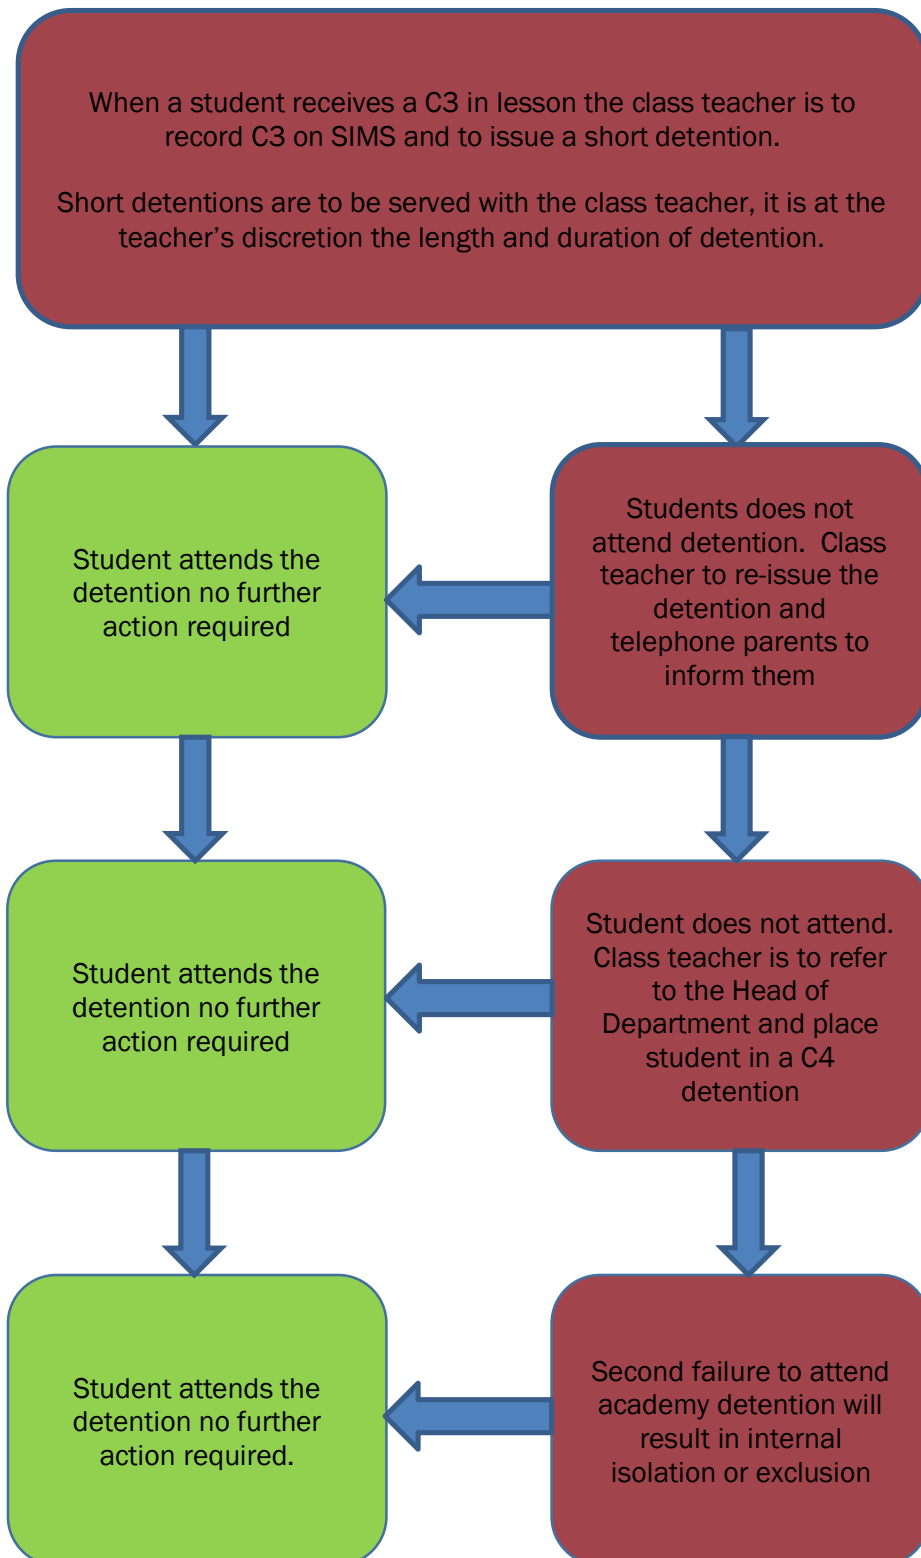 When a student receives a C3 in lesson the class teacher is to
record C3 on SIMS and to issue a short detention.
Short detentions are to be served with the class teacher, it is at the
teacher’s discretion the length and duration of detention.
Student attends the
detention no further
action required
Students does not
attend detention.  Class
teacher to re-issue the
detention and
telephone parents to
inform them
Student attends the
detention no further
action required
Student does not attend.
Class teacher is to refer
to the Head of
Department and place
student in a C4
detention
Student attends the
detention no further
action required.
Second failure to attend
academy detention will
result in internal
isolation or exclusion